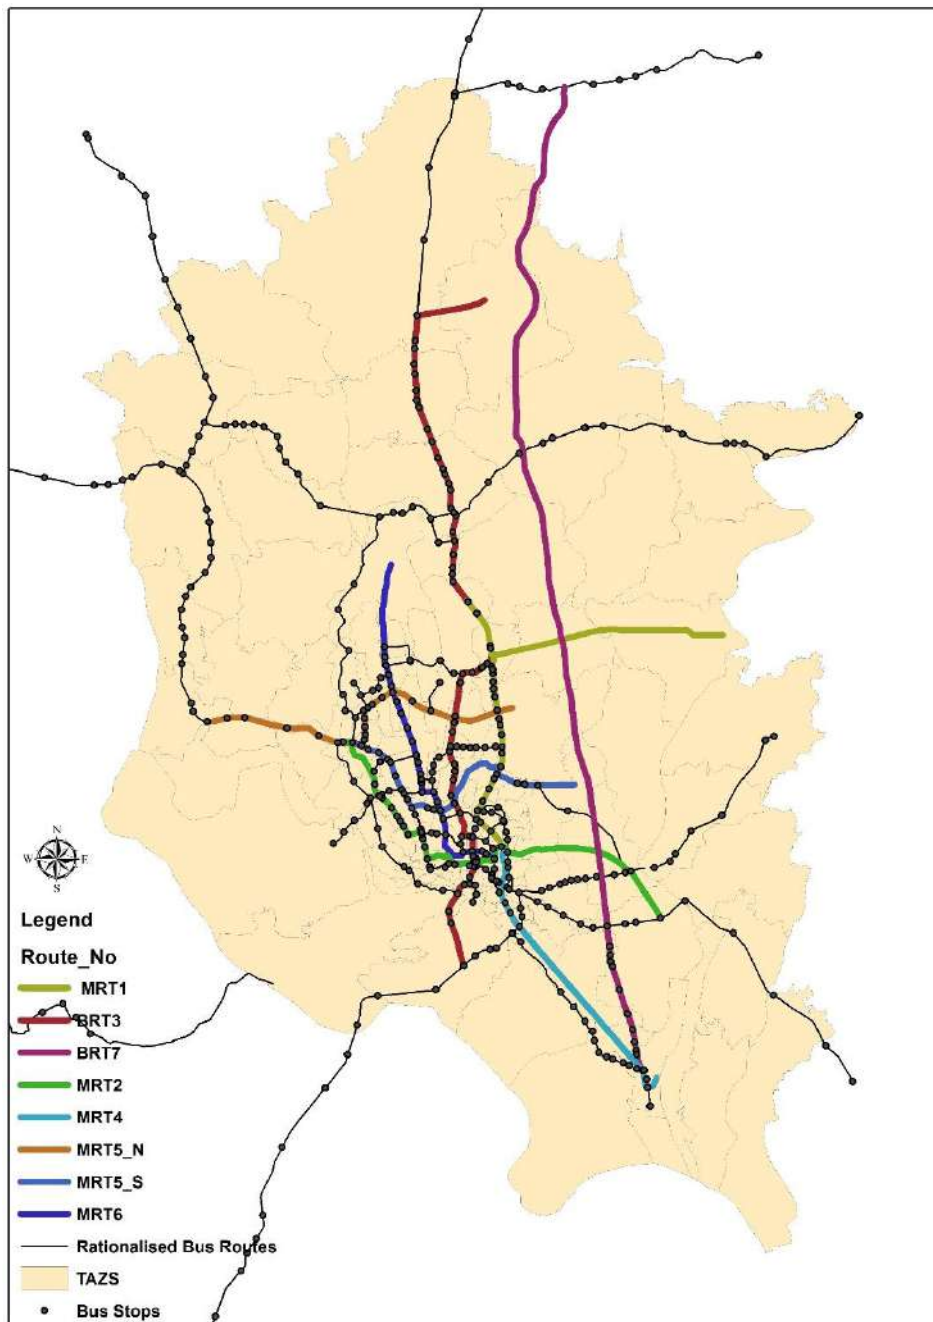 N
W E
S
Legend
Route_No
MRT1
BRT3
BRT7
MRT2
MRT4
MRT5_N
MRT5_S
MRT6
Rationalised Bus Routes
TAZS
Bus Stops